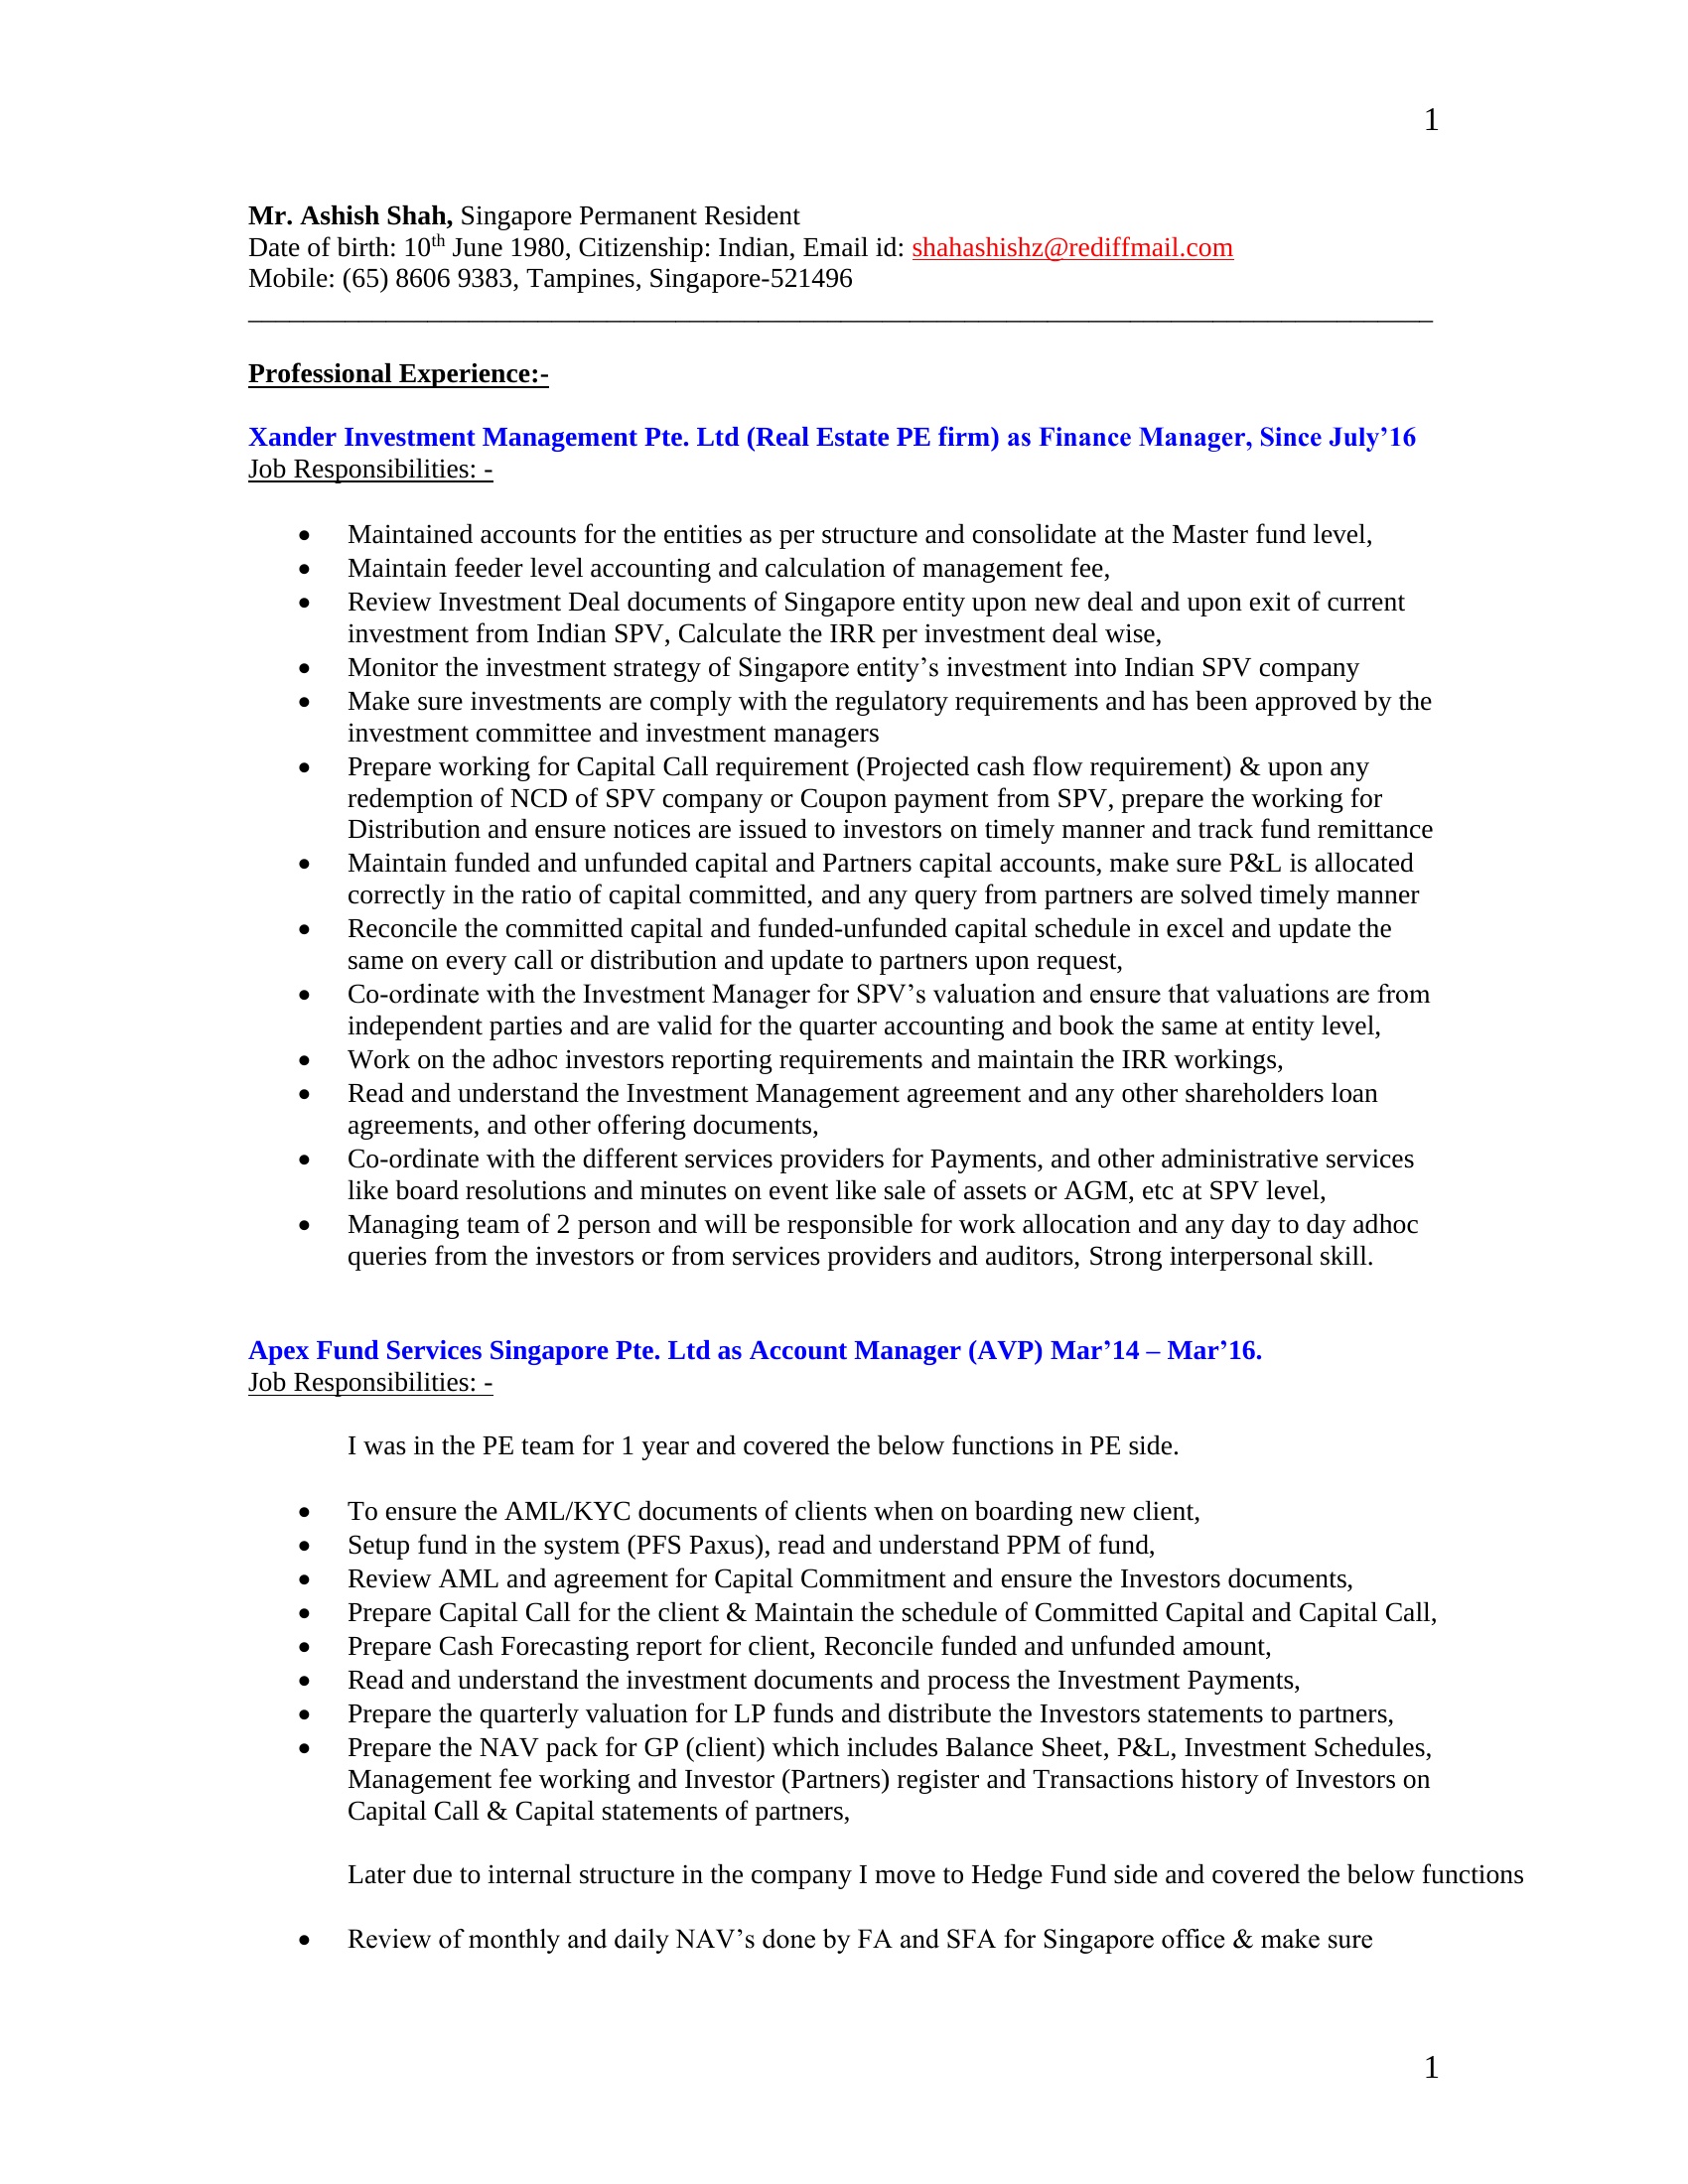 1
Mr. Ashish Shah, Singapore Permanent Resident
Date of birth: 10th June 1980, Citizenship: Indian, Email id: shahashishz@rediffmail.com
Mobile: (65) 8606 9383, Tampines, Singapore-521496
Professional Experience:-
Xander Investment Management Pte. Ltd (Real Estate PE firm) as Finance Manager, Since July’16
Job Responsibilities: -
• Maintained accounts for the entities as per structure and consolidate at the Master fund level,
• Maintain feeder level accounting and calculation of management fee,
• Review Investment Deal documents of Singapore entity upon new deal and upon exit of current
investment from Indian SPV, Calculate the IRR per investment deal wise,
• Monitor the investment strategy of Singapore entity’s investment into Indian SPV company
• Make sure investments are comply with the regulatory requirements and has been approved by the
investment committee and investment managers
• Prepare working for Capital Call requirement (Projected cash flow requirement) & upon any
redemption of NCD of SPV company or Coupon payment from SPV, prepare the working for
Distribution and ensure notices are issued to investors on timely manner and track fund remittance
• Maintain funded and unfunded capital and Partners capital accounts, make sure P&L is allocated
correctly in the ratio of capital committed, and any query from partners are solved timely manner
• Reconcile the committed capital and funded-unfunded capital schedule in excel and update the
same on every call or distribution and update to partners upon request,
• Co-ordinate with the Investment Manager for SPV’s valuation and ensure that valuations are from
independent parties and are valid for the quarter accounting and book the same at entity level,
• Work on the adhoc investors reporting requirements and maintain the IRR workings,
• Read and understand the Investment Management agreement and any other shareholders loan
agreements, and other offering documents,
• Co-ordinate with the different services providers for Payments, and other administrative services
like board resolutions and minutes on event like sale of assets or AGM, etc at SPV level,
• Managing team of 2 person and will be responsible for work allocation and any day to day adhoc
queries from the investors or from services providers and auditors, Strong interpersonal skill.
Apex Fund Services Singapore Pte. Ltd as Account Manager (AVP) Mar’14 – Mar’16.
Job Responsibilities: -
I was in the PE team for 1 year and covered the below functions in PE side.
• To ensure the AML/KYC documents of clients when on boarding new client,
• Setup fund in the system (PFS Paxus), read and understand PPM of fund,
• Review AML and agreement for Capital Commitment and ensure the Investors documents,
• Prepare Capital Call for the client & Maintain the schedule of Committed Capital and Capital Call,
• Prepare Cash Forecasting report for client, Reconcile funded and unfunded amount,
• Read and understand the investment documents and process the Investment Payments,
• Prepare the quarterly valuation for LP funds and distribute the Investors statements to partners,
• Prepare the NAV pack for GP (client) which includes Balance Sheet, P&L, Investment Schedules,
Management fee working and Investor (Partners) register and Transactions history of Investors on
Capital Call & Capital statements of partners,
Later due to internal structure in the company I move to Hedge Fund side and covered the below functions
• Review of monthly and daily NAV’s done by FA and SFA for Singapore office & make sure
1